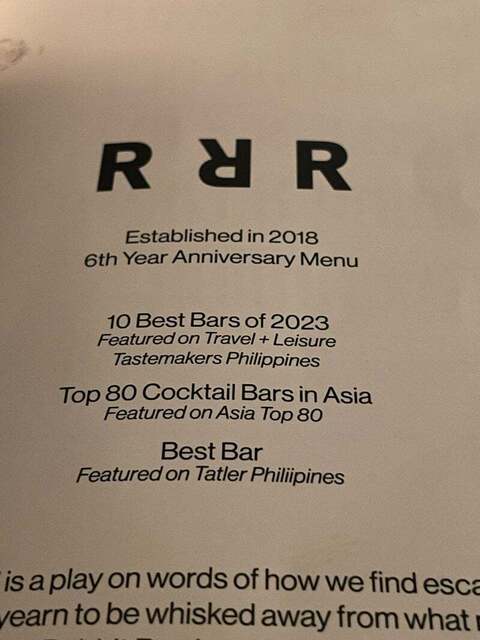 R R R
Established in 2018
6th Year Anniversary Menu
10 Best Bars of 2023
Featured on Travel + Leisure
Tastemakers Philippines
Top 80 Cocktail Bars in Asia
Featured on Asia Top 80
Best Bar
Featured on Tatler Philiipines
is a play on words of how we find
yearn to be whisked away from what